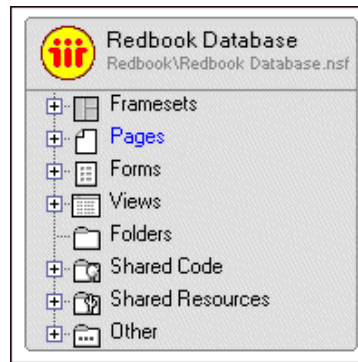 Redbook Database
Redbook\Redbook Database.nsf
Framesets
Pages
Forms
Views
Folders
Shared Code
Shared Resources
Other